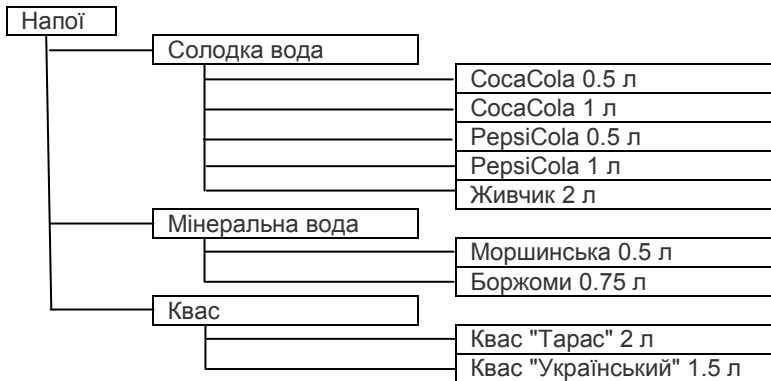 Напої
Солодка вода
CocaCola 0.5 л
CocaCola 1 л
PepsiCola 0.5 л
PepsiCola 1 л
Живчик 2 л
Мінеральна вода
Моршинська 0.5 л
Боржоми 0.75 л
Квас
Квас "Тарас" 2 л
Квас "Український" 1.5 л